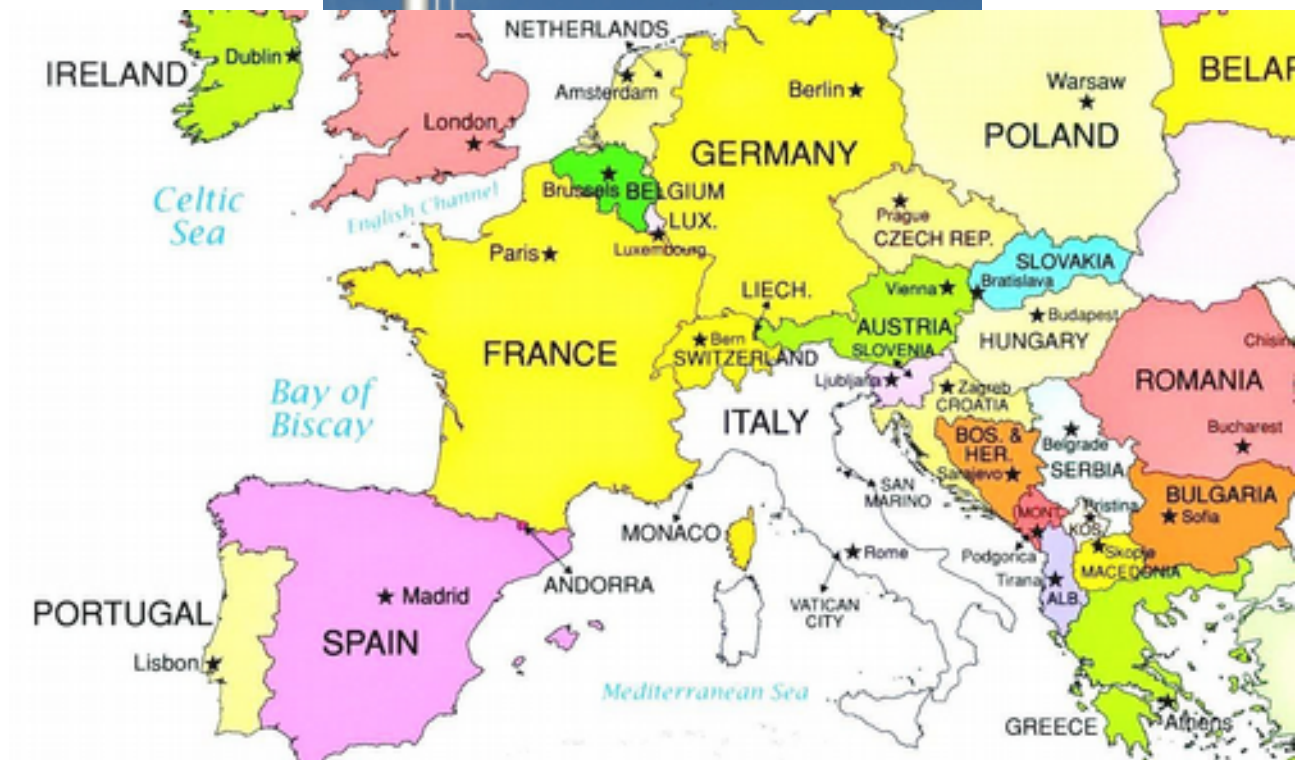 NETHERLANDS
Dublin
IRELAND
BELAR
Warsaw
Amsterdam
Berlin
London
POLAND
GERMANY
Celtic
Sea
English Channel
Brussels BELGIUM
Prague
LUX.
CZECH REP.
Paris
Luxembourg
SLOVAKIA
Bratislava
Vienna
LIECH.
Budapest
AUSTRIA
Bern
HUNGARY
SLOVENIA
FRANCE
SWITZERLAND
Ljubljana
ROMANIA
Zagreb
CROATIA
Bay of
Biscay
ITALY
Bucharest
BOS. &
HER.
Belgrade
Sarajevo
SERBIA
SAN
MARINO
BULGARIA
Pristina
MONT.
Sofia
KOS.
MONACO
Rome
Podgorica
Skopje
MACEDONIA
Tirana
ANDORRA
ALB.
Madrid
VATICAN
CITY
PORTUGAL
SPAIN
Lisbon
Mediterranean Sea
GREECE
Athens